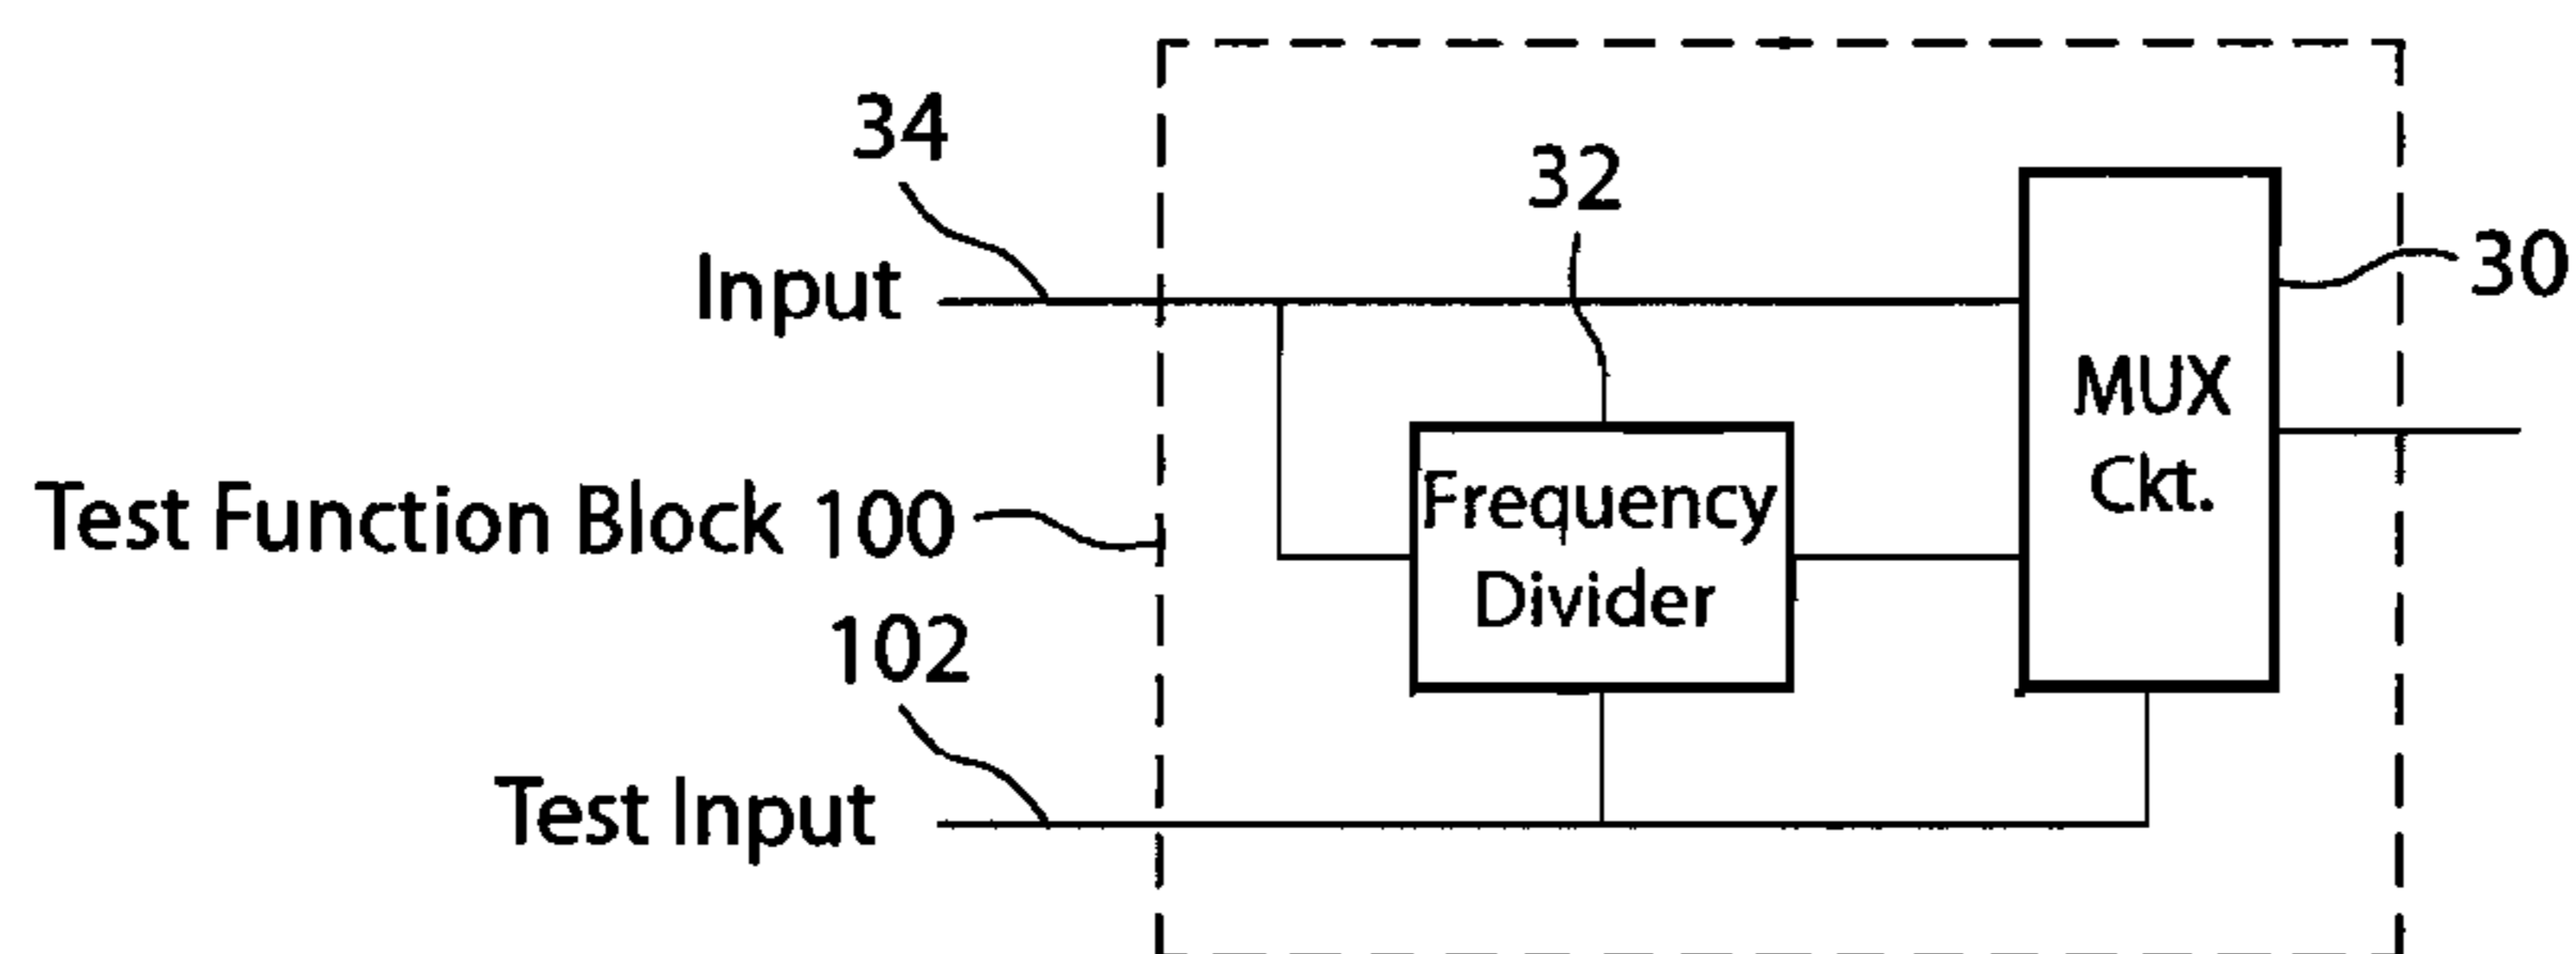 34
32
30
Input
MUX
Ckt.
Test Function Block 100
Frequency
Divider
102
Test Input